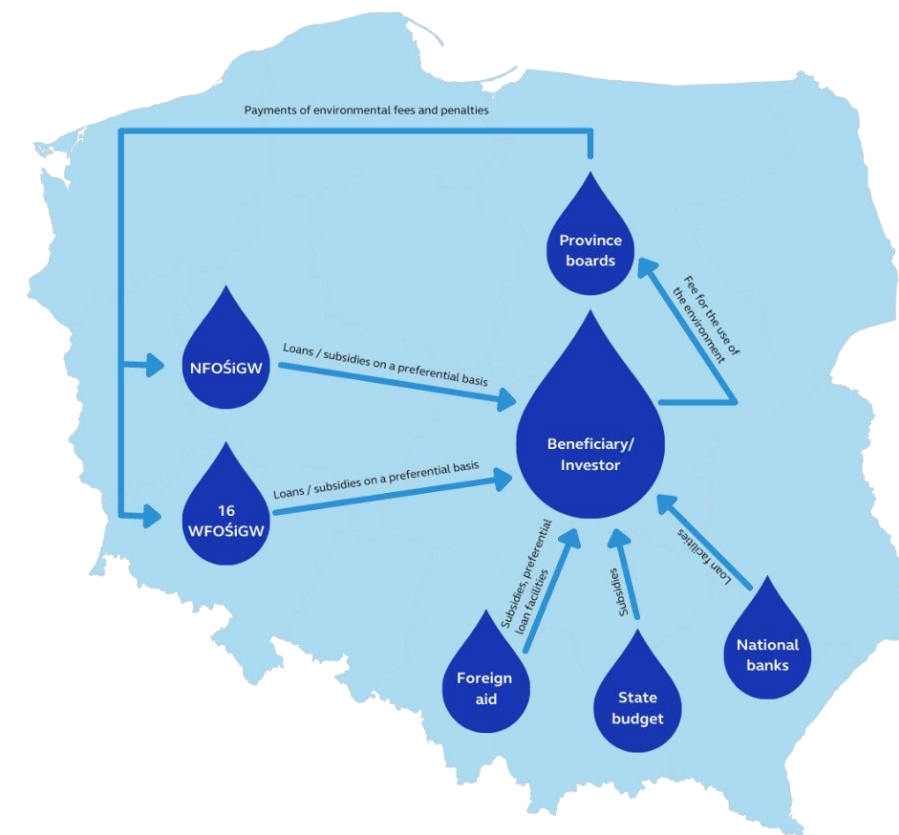 Payments of environmental fees and penalties
Province
boards
Fee for the use of
the environment
NFOŚiGW
Loans / subsidies on a preferential basis
Beneficiary/
Investor
16
WFOŚiGW
Loans / subsidies on a preferential basis
Subsidies, preferential
loan facilities
Subsidies
Loan facilities
Foreign
aid
State
budget
National
banks